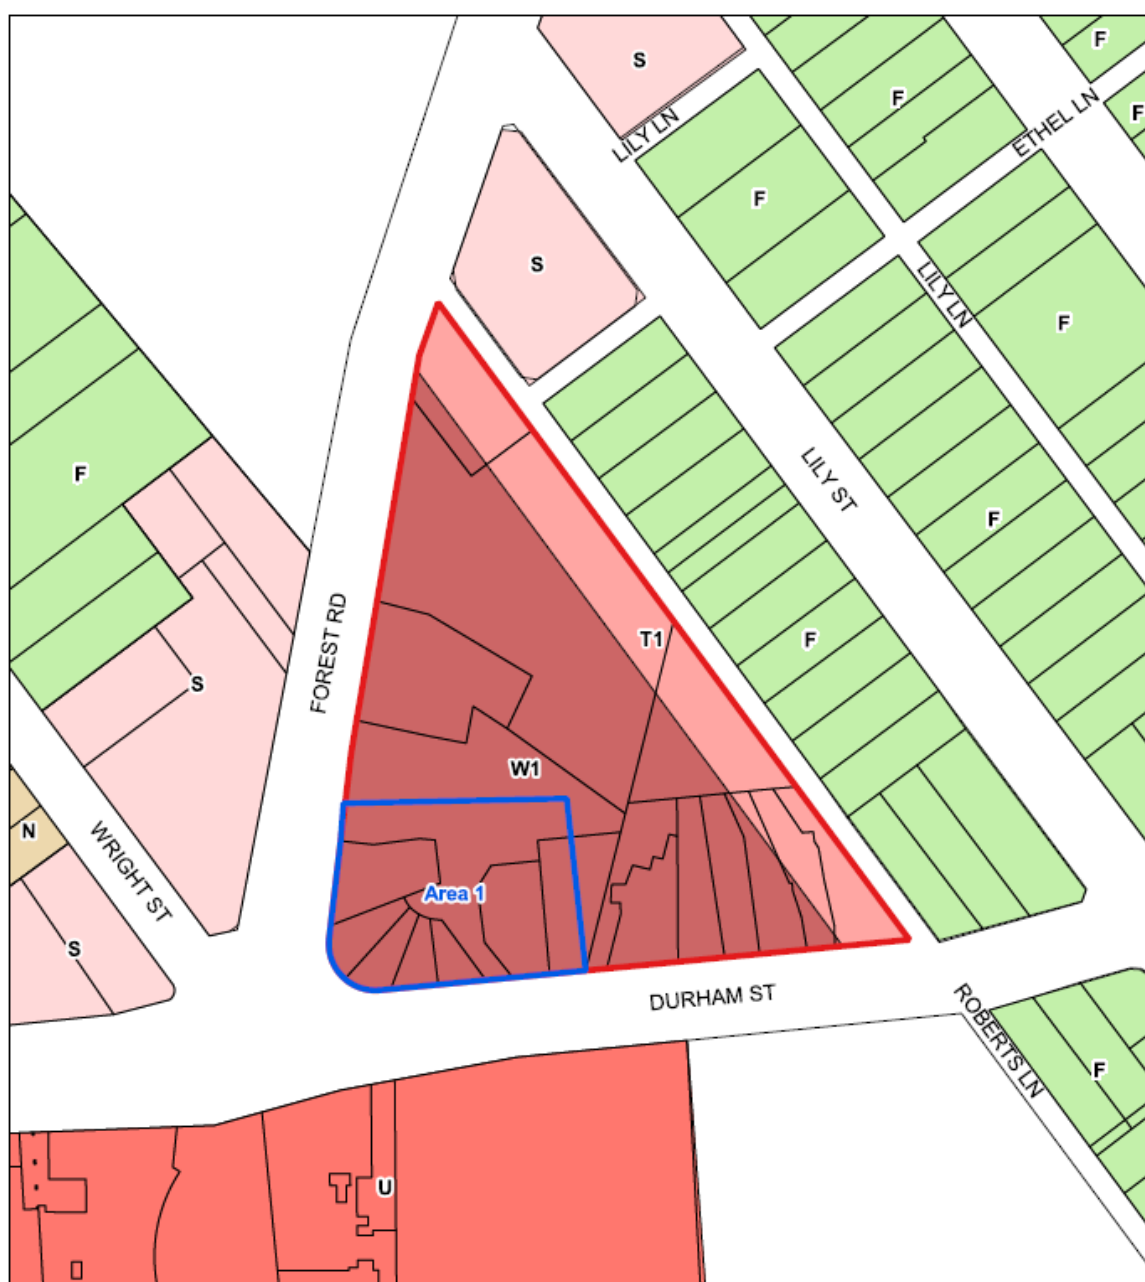 F
S
F
F
LILY LN
ETHEL LN
F
S
LILY LN
F
F
LILY ST
F
FOREST RD
T1
F
S
W1
N
WRIGHT ST
Area 1
S
DURHAM ST
ROBERTS LN
F
U